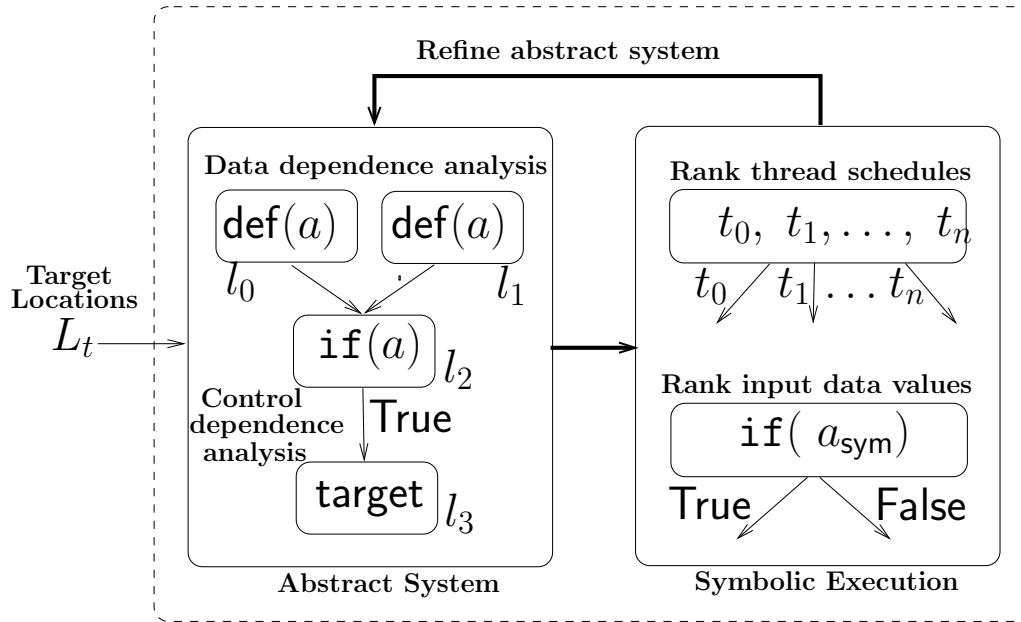 Refine abstract system
Data dependence analysis
def(a) def(a)
l0 l1
if(a)
l2
Control
dependence
analysis
True
target
l3
Abstract System
Target
Locations
Lt
Rank thread schedules
t0, t1, . . . , tn
t0 t1 . . . tn
Rank input data values
if( asym)
True False
Symbolic Execution